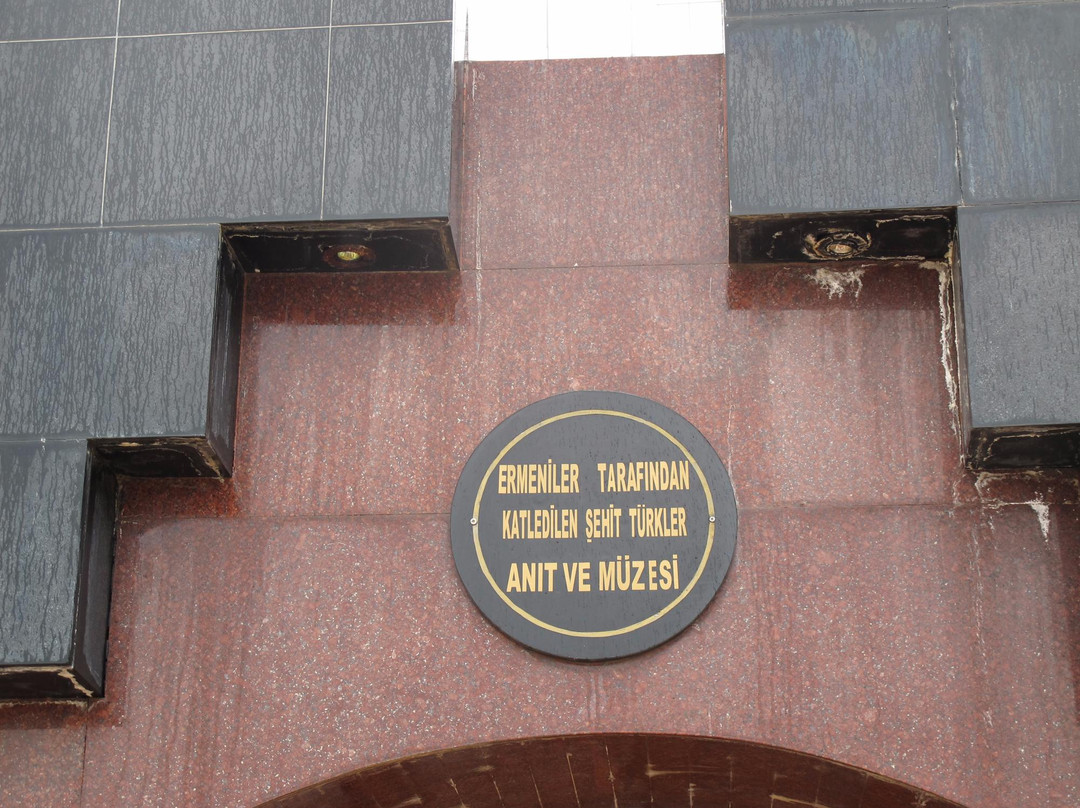 ERMENİLER TARAFINDAN
KATLEDİLEN ŞEHİT TÜRKLER
ANIT VE MÜZESİ